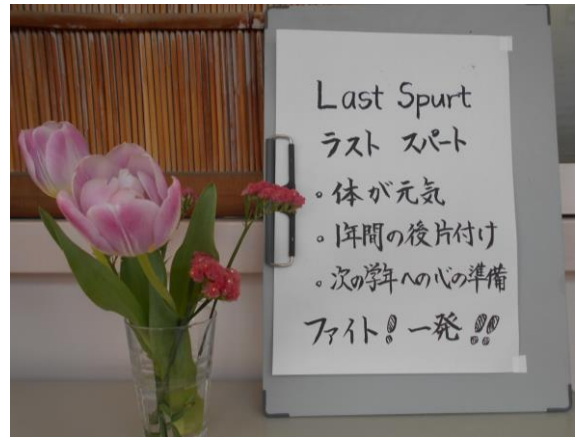 Last Spurt
ラスト スパート
。体が元気
。1年間の後片付け
。次の学年への心の準備
ファイト! 一発!!